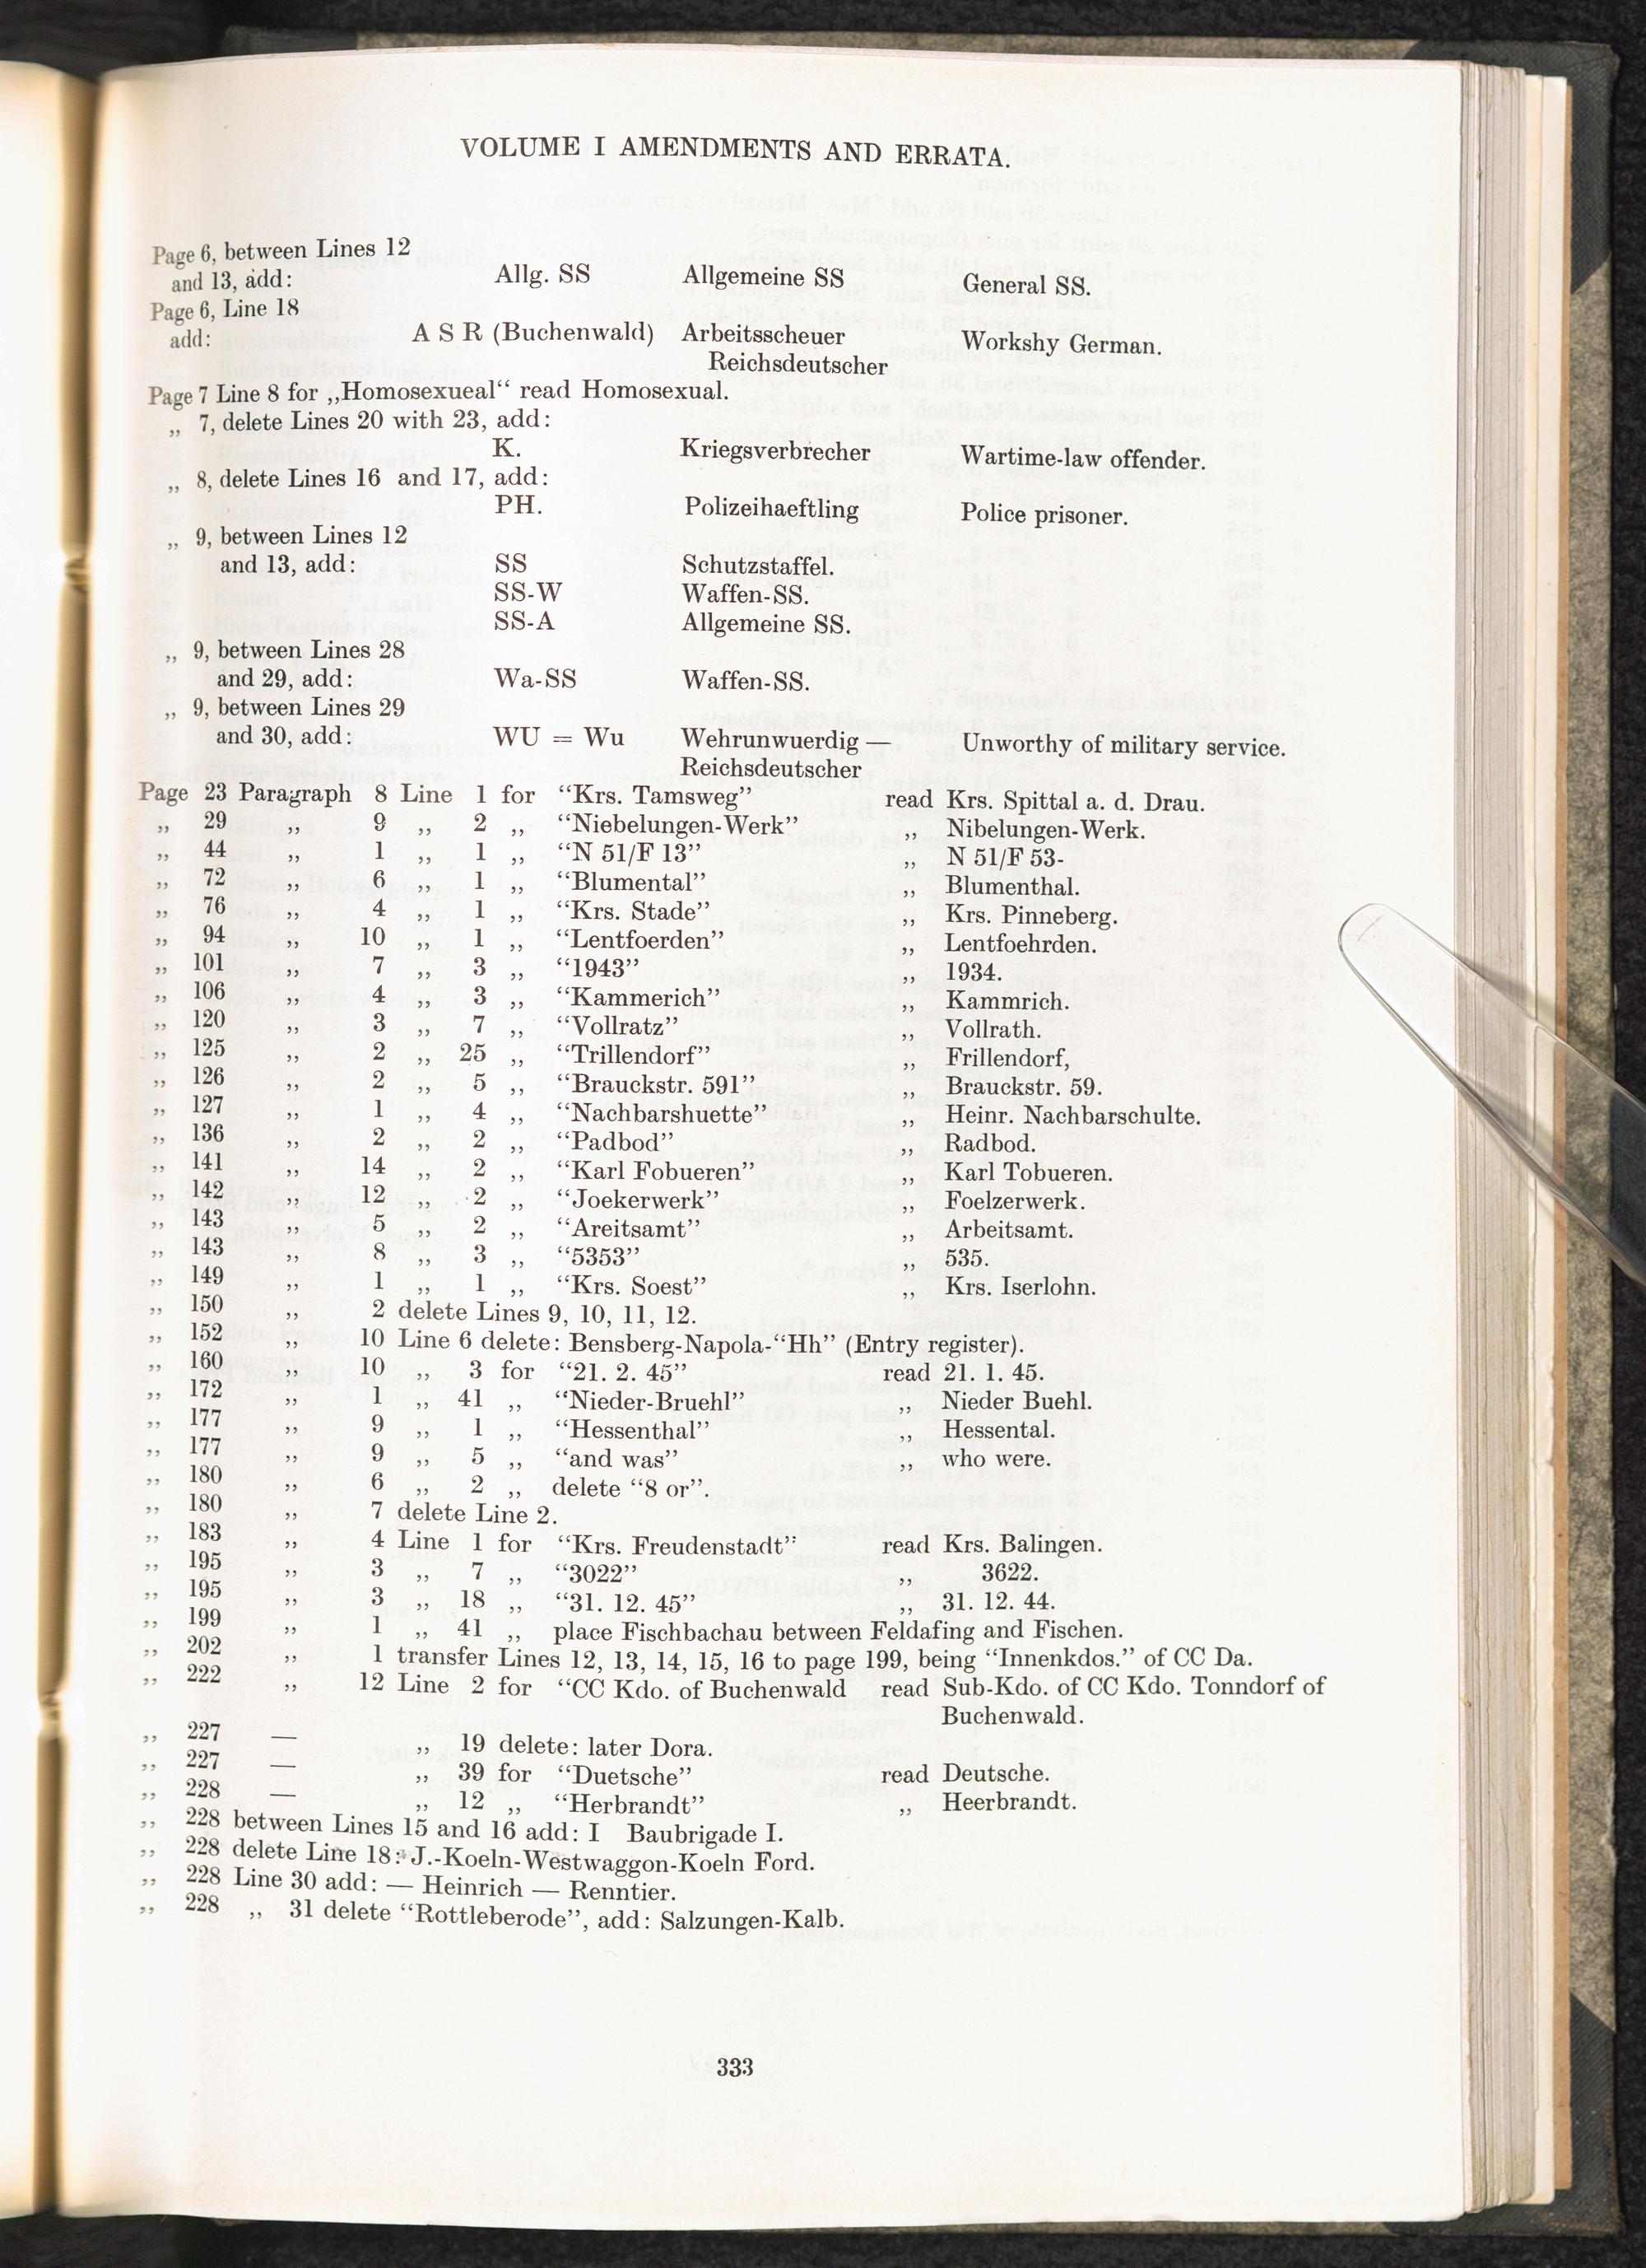 VOLUME I AMENDMENTS AND ERRATA.
Page 6, between Lines 12
and 13, add: Allg. SS Allgemeine SS General SS.
Page 6, Line 18
add: A S R (Buchenwald) Arbeitsscheuer Workshy German.
Reichsdeutscher
Page 7 Line 8 for ,,Homosexueal“ read Homosexual.
,, 7, delete Lines 20 with 23, add:
K. Kriegsverbrecher Wartime-law offender.
,, 8, delete Lines 16 and 17, add:
PH. Polizeihaeftling Police prisoner.
,, 9, between Lines 12
and 13, add: SS Schutzstaffel.
SS-W Waffen-SS.
SS-A Allgemeine SS.
,, 9, between Lines 28
and 29, add: Wa-SS Waffen-SS.
,, 9, between Lines 29
and 30, add: WU = Wu Wehrunwuerdig — Unworthy of military service.
Reichsdeutscher
Page 23 Paragraph 8 Line 1 for “Krs. Tamsweg” read Krs. Spittal a. d. Drau.
,, 29 ,, 9 ,, 2 ,, “Niebelungen-Werk” ,, Nibelungen-Werk.
,, 44 ,, 1 ,, 1 ,, “N 51/F 13” ,, N 51/F 53-
,, 72 ,, 6 ,, 1 ,, “Blumental” ,, Blumenthal.
,, 76 ,, 4 ,, 1 ,, “Krs. Stade” ,, Krs. Pinneberg.
,, 94 ,, 10 ,, 1 ,, “Lentfoerden” ,, Lentfoehrden.
,, 101 ,, 7 ,, 3 ,, “1943” ,, 1934.
,, 106 ,, 4 ,, 3 ,, “Kammerich” ,, Kammrich.
,, 120 ,, 3 ,, 7 ,, “Vollratz” ,, Vollrath.
,, 125 ,, 2 ,, 25 ,, “Trillendorf” ,, Frillendorf,
,, 126 ,, 2 ,, 5 ,, “Brauckstr. 591” ,, Brauckstr. 59.
,, 127 ,, 1 ,, 4 ,, “Nachbarshuette” ,, Heinr. Nachbarschulte.
,, 136 ,, 2 ,, 2 ,, “Padbod” ,, Radbod.
,, 141 ,, 14 ,, 2 ,, “Karl Fobueren” ,, Karl Tobueren.
,, 142 ,, 12 ,, 2 ,, “Joekerwerk” ,, Foelzerwerk.
,, 143 ,, 5 ,, 2 ,, “Areitsamt” ,, Arbeitsamt.
,, 143 ,, 8 ,, 3 ,, “5353” ,, 535.
,, 149 ,, 1 ,, 1 ,, “Krs. Soest” ,, Krs. Iserlohn.
,, 150 ,, 2 delete Lines 9, 10, 11, 12.
,, 152 ,, 10 Line 6 delete: Bensberg-Napola-“Hh” (Entry register).
,, 160 ,, 10 ,, 3 for “21. 2. 45” read 21. 1. 45.
,, 172 ,, 1 ,, 41 ,, “Nieder-Bruehl” ,, Nieder Buehl.
,, 177 ,, 9 ,, 1 ,, “Hessenthal” ,, Hessental.
,, 177 ,, 9 ,, 5 ,, “and was” ,, who were.
,, 180 ,, 6 ,, 2 ,, delete “8 or”.
,, 180 ,, 7 delete Line 2.
,, 183 ,, 4 Line 1 for “Krs. Freudenstadt” read Krs. Balingen.
,, 195 ,, 3 ,, 7 ,, “3022” ,, 3622.
,, 195 ,, 3 ,, 18 ,, “31. 12. 45” ,, 31. 12. 44.
,, 199 ,, 1 ,, 41 ,, place Fischbachau between Feldafing and Fischen.
,, 202 ,, 1 transfer Lines 12, 13, 14, 15, 16 to page 199, being “Innenkdos.” of CC Da.
,, 222 ,, 12 Line 2 for “CC Kdo. of Buchenwald read Sub-Kdo. of CC Kdo. Tonndorf of
Buchenwald.
,, 227 — ,, 19 delete: later Dora.
,, 227 — ,, 39 for “Duetsche” read Deutsche.
,, 228 — ,, 12 ,, “Herbrandt” ,, Heerbrandt.
,, 228 between Lines 15 and 16 add: I Baubrigade I.
,, 228 delete Line 18: J.-Koeln-Westwaggon-Koeln Ford.
,, 228 Line 30 add: — Heinrich — Renntier.
,, 228 ,, 31 delete “Rottleberode”, add: Salzungen-Kalb.
333